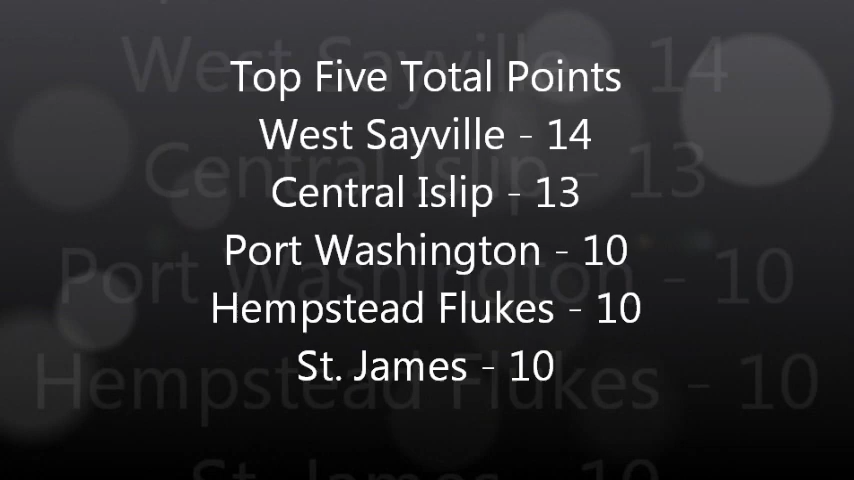 Top Five Total Points
West Sayville - 14
Central Islip - 13
Port Washington - 10
Hempstead Flukes - 10
St. James - 10